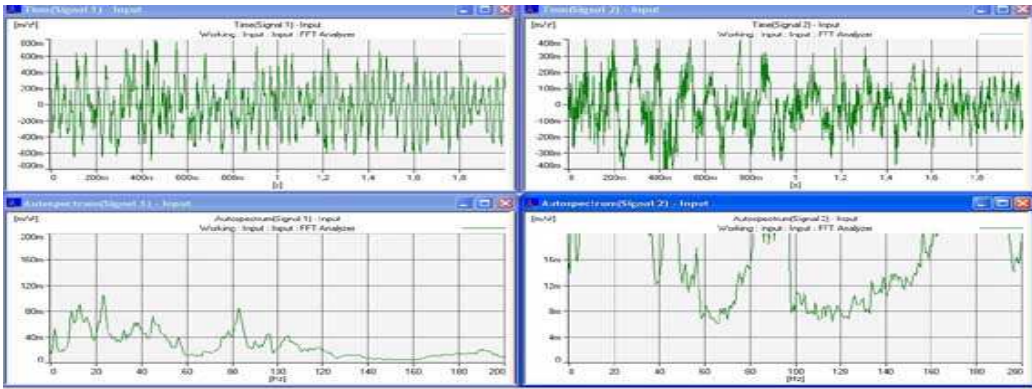 Time(Signal 1) - Input
[mV]
Time(Signal 1) - Input
Working : Input : Input : FFT Analyzer
800m
600m
400m
200m
0
-200m
-400m
-600m
-800m
0 200m 400m 600m 800m 1 1,2 1,4 1,6 1,8
[s]
Time(Signal 2) - Input
[mV]
Time(Signal 2) - Input
Working : Input : Input : FFT Analyzer
400m
300m
200m
100m
0
-100m
-200m
-300m
-400m
0 200m 400m 600m 800m 1 1,2 1,4 1,6 1,8
[s]
Autospectrum(Signal 1) - Input
[mV]
Autospectrum(Signal 1) - Input
Working : Input : Input : FFT Analyzer
200m
120m
80m
40m
0
0 20 40 60 80 100 120 140 160 180 200
[Hz]
Autospectrum(Signal 2) - Input
[mV]
Autospectrum(Signal 2) - Input
Working : Input : Input : FFT Analyzer
16m
12m
8m
4m
0
0 20 40 60 80 100 120 140 160 180 200
[Hz]